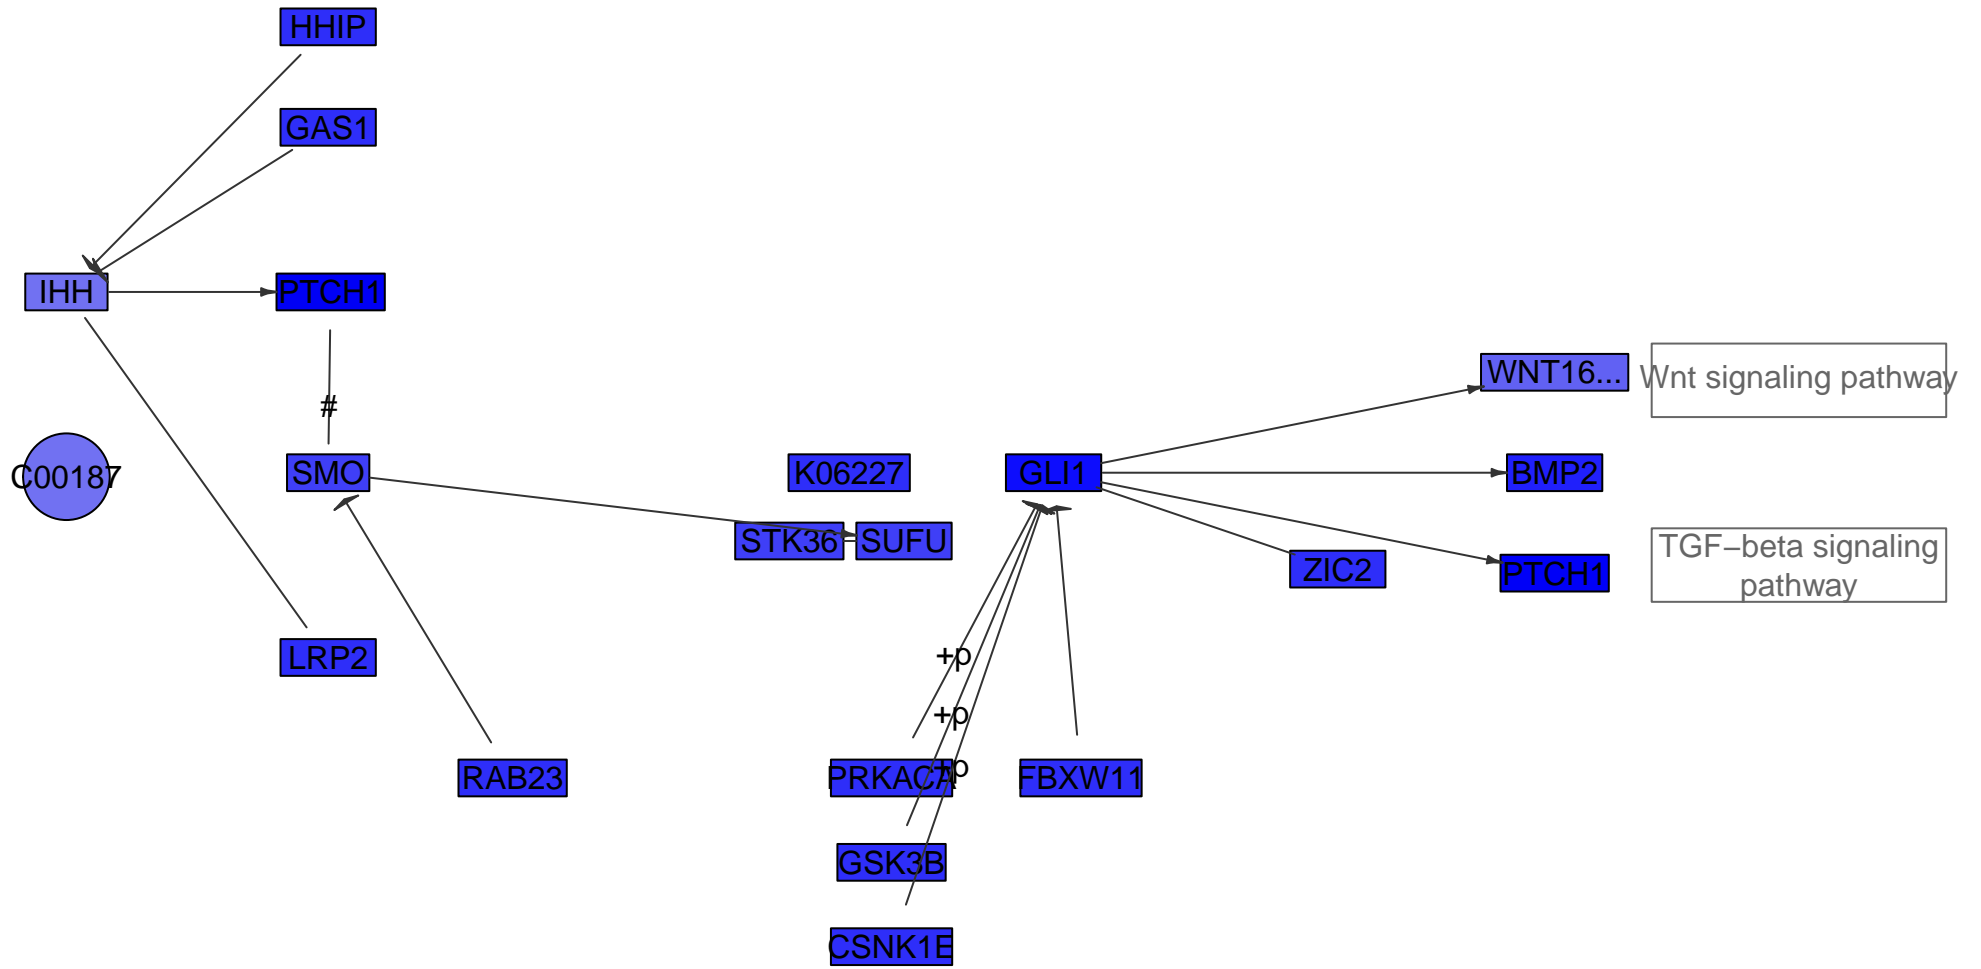 HHIP
GAS1
IHH
PTCH1
WNT16...
Wnt signaling pathway
#
C00187
SMO
K06227
GLI1
BMP2
STK36
SUFU
ZIC2
PTCH1
TGF−beta signaling
pathway
LRP2
+p
+p
+p
RAB23
PRKACA
FBXW11
GSK3B
CSNK1E